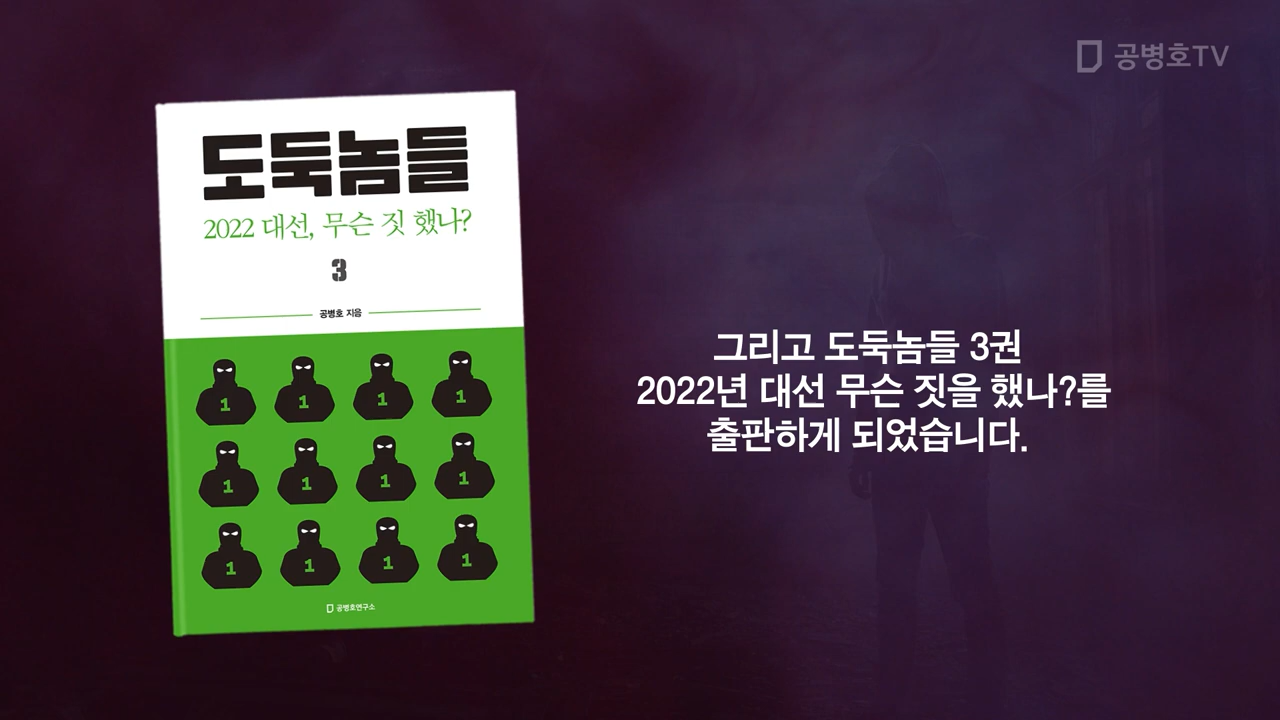 공병호TV
도둑놈들
2022 대선, 무슨 짓 했나?
3
공병호 지음
1 1 1 1
1 1 1 1
1 1 1 1
공병호연구소
그리고 도둑놈들 3권
2022년 대선 무슨 짓을 했나?를
출판하게 되었습니다.